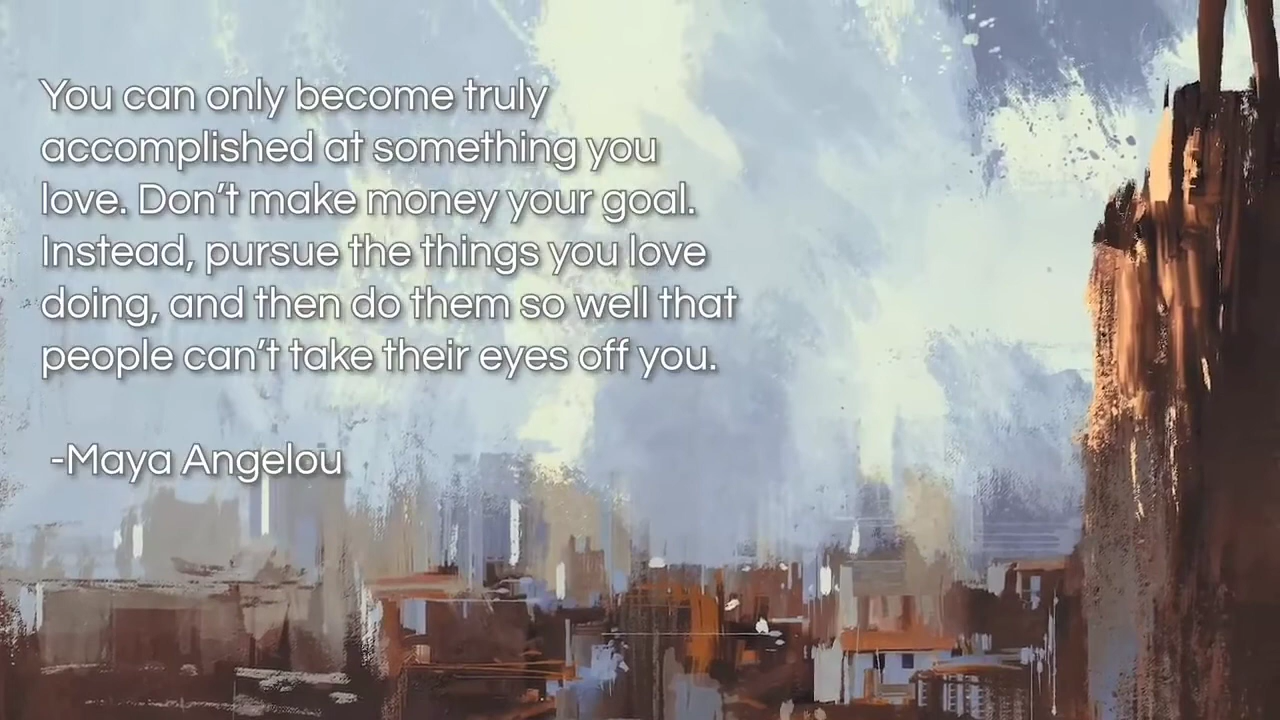 You can only become truly
accomplished at something you
love. Don’t make money your goal.
Instead, pursue the things you love
doing, and then do them so well that
people can’t take their eyes off you.
-Maya Angelou